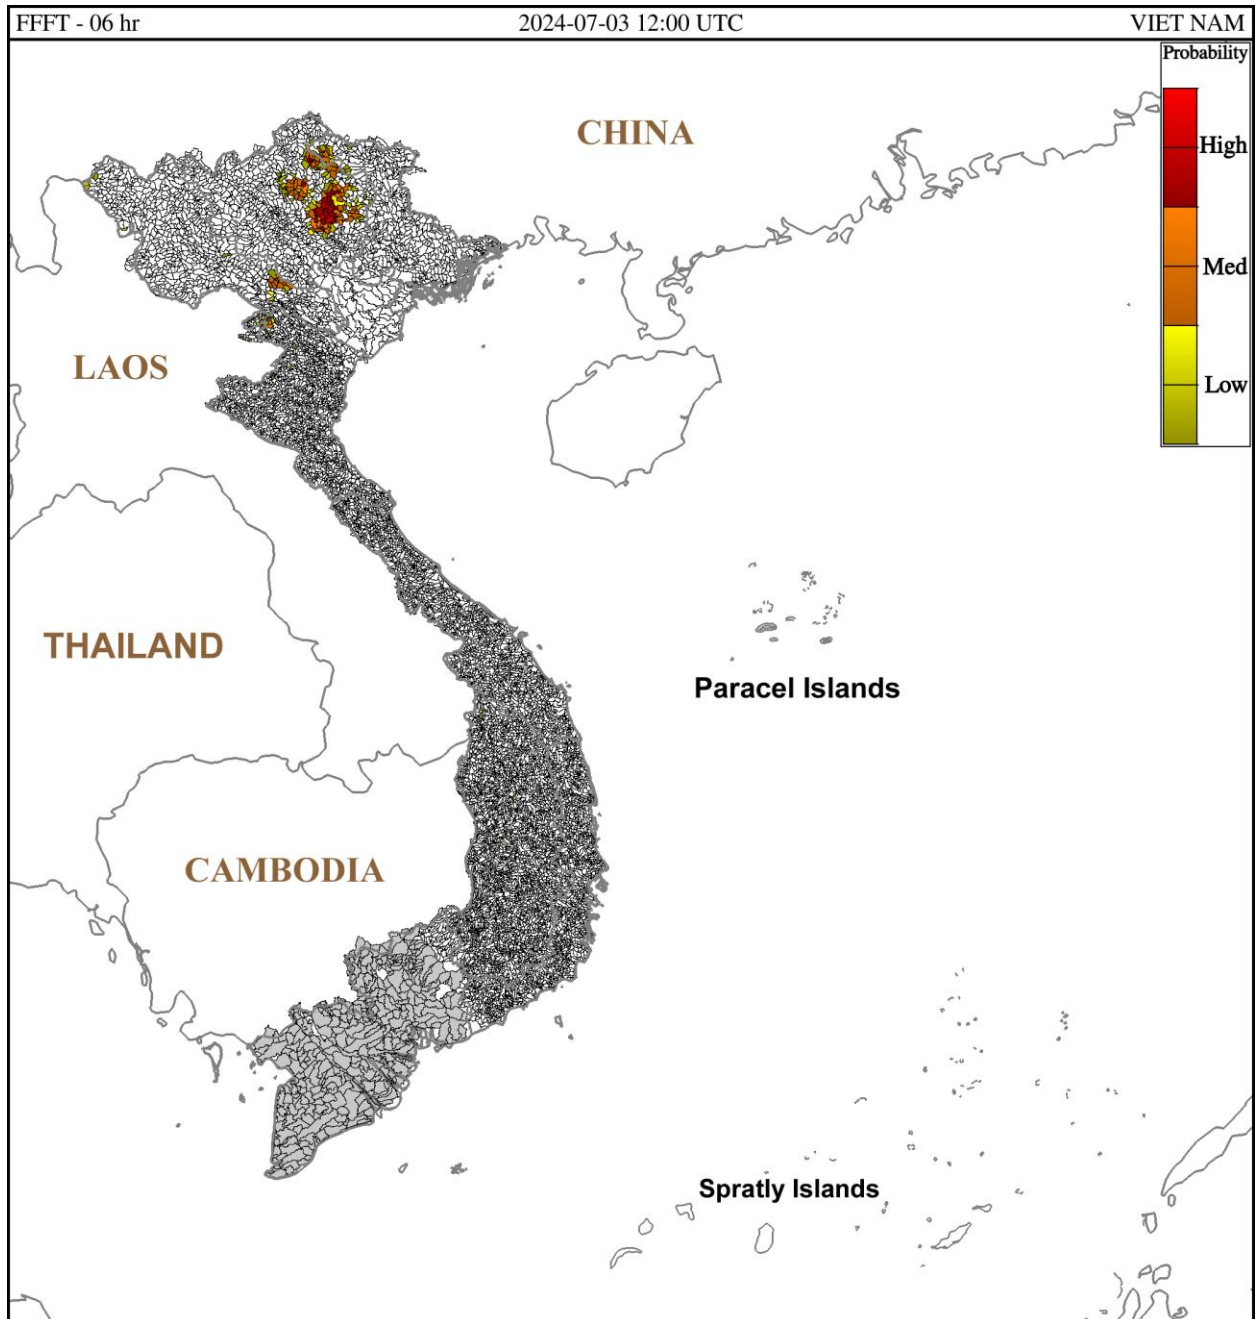 FFFT - 06 hr 2024-07-03 12:00 UTC VIET NAM
Probability
CHINA
High
Med
LAOS
Low
THAILAND
Paracel Islands
CAMBODIA
Spratly Islands